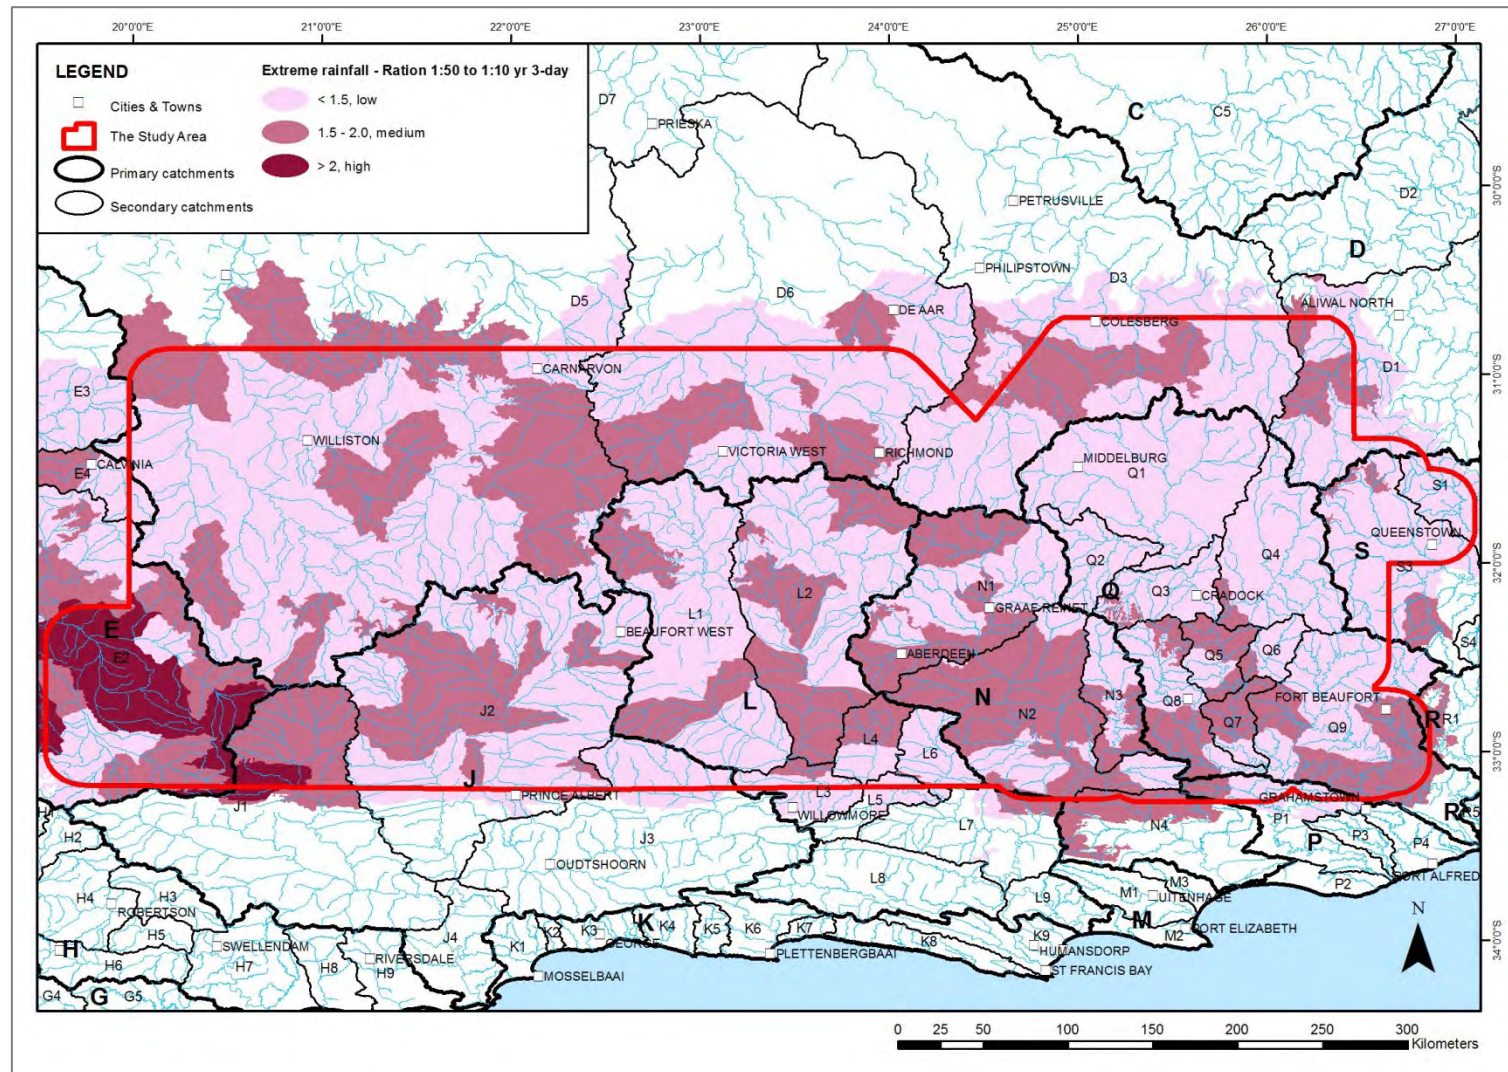 20°0'0"E 21°0'0"E 22°0'0"E 23°0'0"E 24°0'0"E 25°0'0"E 26°0'0"E 27°0'0"E
LEGEND
Cities & Towns
The Study Area
Primary catchments
Secondary catchments
Extreme rainfall - Ration 1:50 to 1:10 yr 3-day
< 1.5, low
1.5 - 2.0, medium
> 2, high
D7
PRIESKA
C
C5
30°0'0"S
D2
PETRUSVILLE
D
PHILIPSTOWN
D3
D5
D6
DE AAR
ALIWAL NORTH
COLESBERG
CARNARVON
D1
31°0'0"S
E3
WILLISTON
VICTORIA WEST
RICHMOND
MIDDELBURG
Q1
CALVINIA
E4
S1
QUEENSTOWN
S
Q4
Q2
S3
32°0'0"S
Q
Q3
CRADOCK
N1
GRAAF REINET
L2
L1
BEAUFORT WEST
E
E2
ABERDEEN
Q5
Q6
S4
N
N3
Q8
FORT BEAUFORT
L
J2
N2
Q7
Q9
R
R1
L4
L6
33°0'0"S
J
PRINCE ALBERT
J1
L3
L5
WILLOWMORE
GRAHAMSTOWN
P1
R
R5
H1
H2
J3
L7
N4
P3
P
P4
OUDTSHOORN
L8
M3
M1
UITENHAGE
P2
PORT ALFRED
H4
H3
ROBERTSON
H5
L9
M
M2
PORT ELIZABETH
H
H6
SWELLENDAM
H7
H8
RIVERSDALE
H9
J4
K1
K2
K3
GEORGE
K
K4
K5
K6
K7
PLETTENBERGBAAI
K8
K9
HUMANSDORP
ST FRANCIS BAY
34°0'0"S
MOSSELBAAI
G4
G
G5
N
0 25 50 100 150 200 250 300
Kilometers